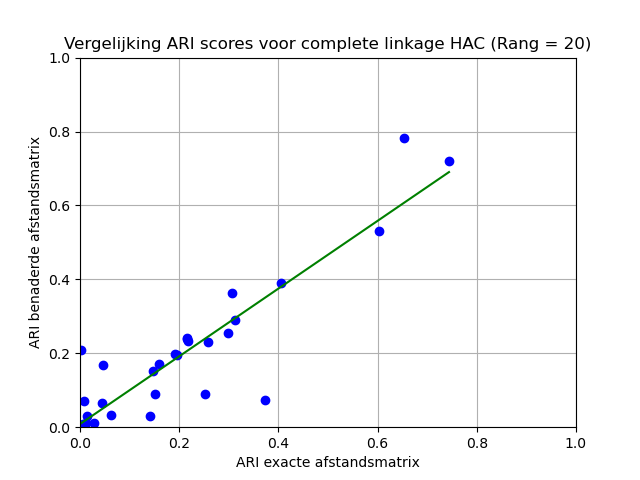 Vergelijking ARI scores voor complete linkage HAC (Rang = 20)
1.0
0.8
0.6
0.4
0.2
0.0
ARI benaderde afstandsmatrix
0.0 0.2 0.4 0.6 0.8 1.0
ARI exacte afstandsmatrix